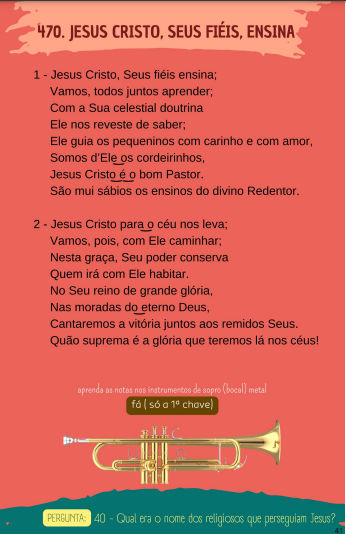 470. JESUS CRISTO, SEUS FIÉIS, ENSINA
1 - Jesus Cristo, Seus fiéis ensina;
Vamos, todos juntos aprender;
Com a Sua celestial doutrina
Ele nos reveste de saber;
Ele guia os pequeninos com carinho e com amor,
Somos d'Ele os cordeirinhos,
Jesus Cristo é o bom Pastor.
São mui sábios os ensinos do divino Redentor.
2 - Jesus Cristo para o céu nos leva;
Vamos, pois, com Ele caminhar;
Nesta graça, Seu poder conserva
Quem irá com Ele habitar.
No Seu reino de grande glória,
Nas moradas do eterno Deus,
Cantaremos a vitória juntos aos remidos Seus.
Quão suprema é a glória que teremos lá nos céus!
aprenda as notas nos instrumentos de sopro (bocal) metal
fá ( só a 1ª chave)
PERGUNTA: 40 - Qual era o nome dos religiosos que perseguiam Jesus?
41